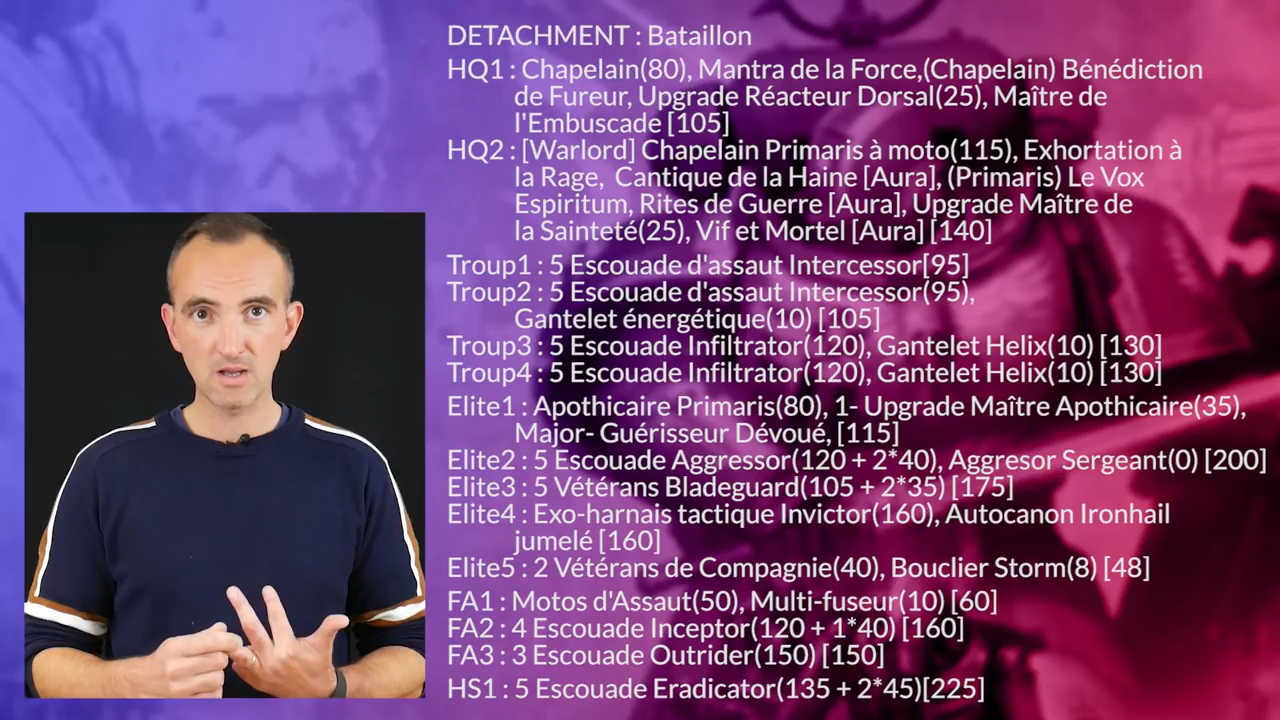 DETACHMENT : Bataillon
HQ1 : Chapelain(80), Mantra de la Force,(Chapelain) Bénédiction
de Fureur, Upgrade Réacteur Dorsal(25), Maître de
l'Embuscade [105]
HQ2 : [Warlord] Chapelain Primaris à moto(115), Exhortation à
la Rage, Cantique de la Haine [Aura], (Primaris) Le Vox
Espiritum, Rites de Guerre [Aura], Upgrade Maître de
la Sainteté(25), Vif et Mortel [Aura] [140]
Troup1 : 5 Escouade d'assaut Intercessor[95]
Troup2 : 5 Escouade d'assaut Intercessor(95),
Gantelet énergétique(10) [105]
Troup3 : 5 Escouade Infiltrator(120), Gantelet Helix(10) [130]
Troup4 : 5 Escouade Infiltrator(120), Gantelet Helix(10) [130]
Elite1 : Apothicaire Primaris(80), 1- Upgrade Maître Apothicaire(35),
Major- Guérisseur Dévoué, [115]
Elite2 : 5 Escouade Aggressor(120 + 2*40), Aggresor Sergeant(0) [200]
Elite3 : 5 Vétérans Bladeguard(105 + 2*35) [175]
Elite4 : Exo-harnais tactique Invictor(160), Autocanon Ironhail
jumelé [160]
Elite5 : 2 Vétérans de Compagnie(40), Bouclier Storm(8) [48]
FA1 : Motos d'Assaut(50), Multi-fuseur(10) [60]
FA2 : 4 Escouade Inceptor(120 + 1*40) [160]
FA3 : 3 Escouade Outrider(150) [150]
HS1 : 5 Escouade Eradicator(135 + 2*45)[225]